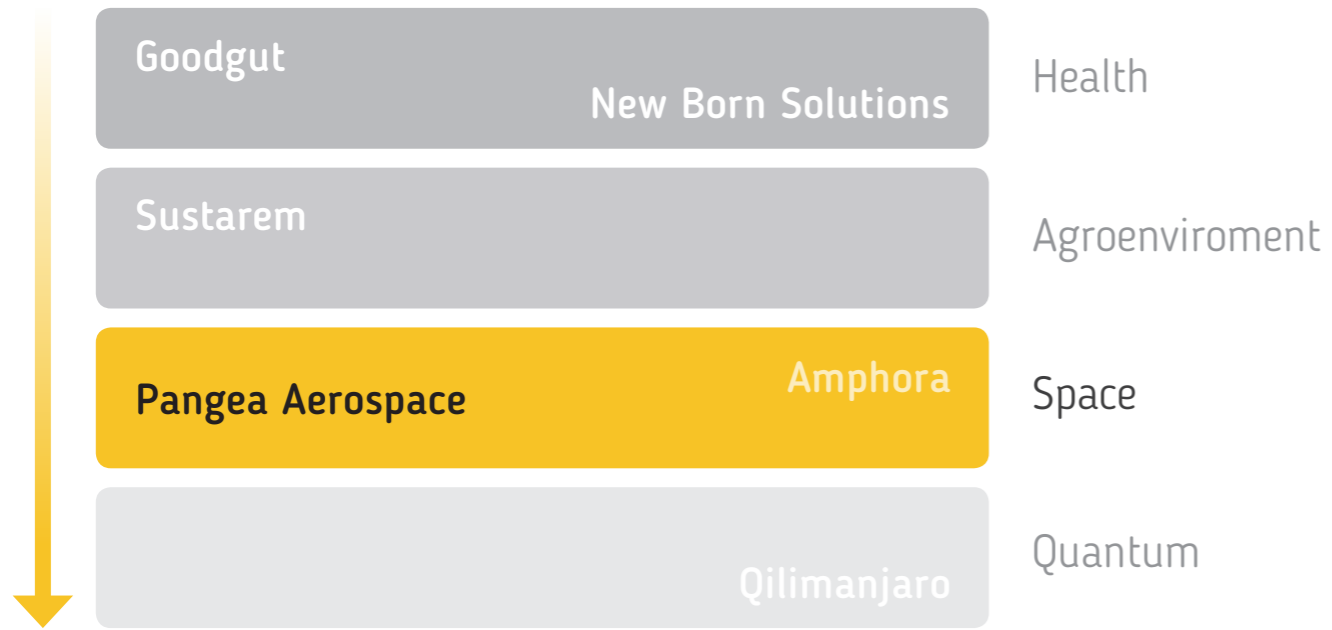 Goodgut
New Born Solutions
Health
Sustarem
Agroenviroment
Amphora
Pangea Aerospace
Space
Qilimanjaro
Quantum